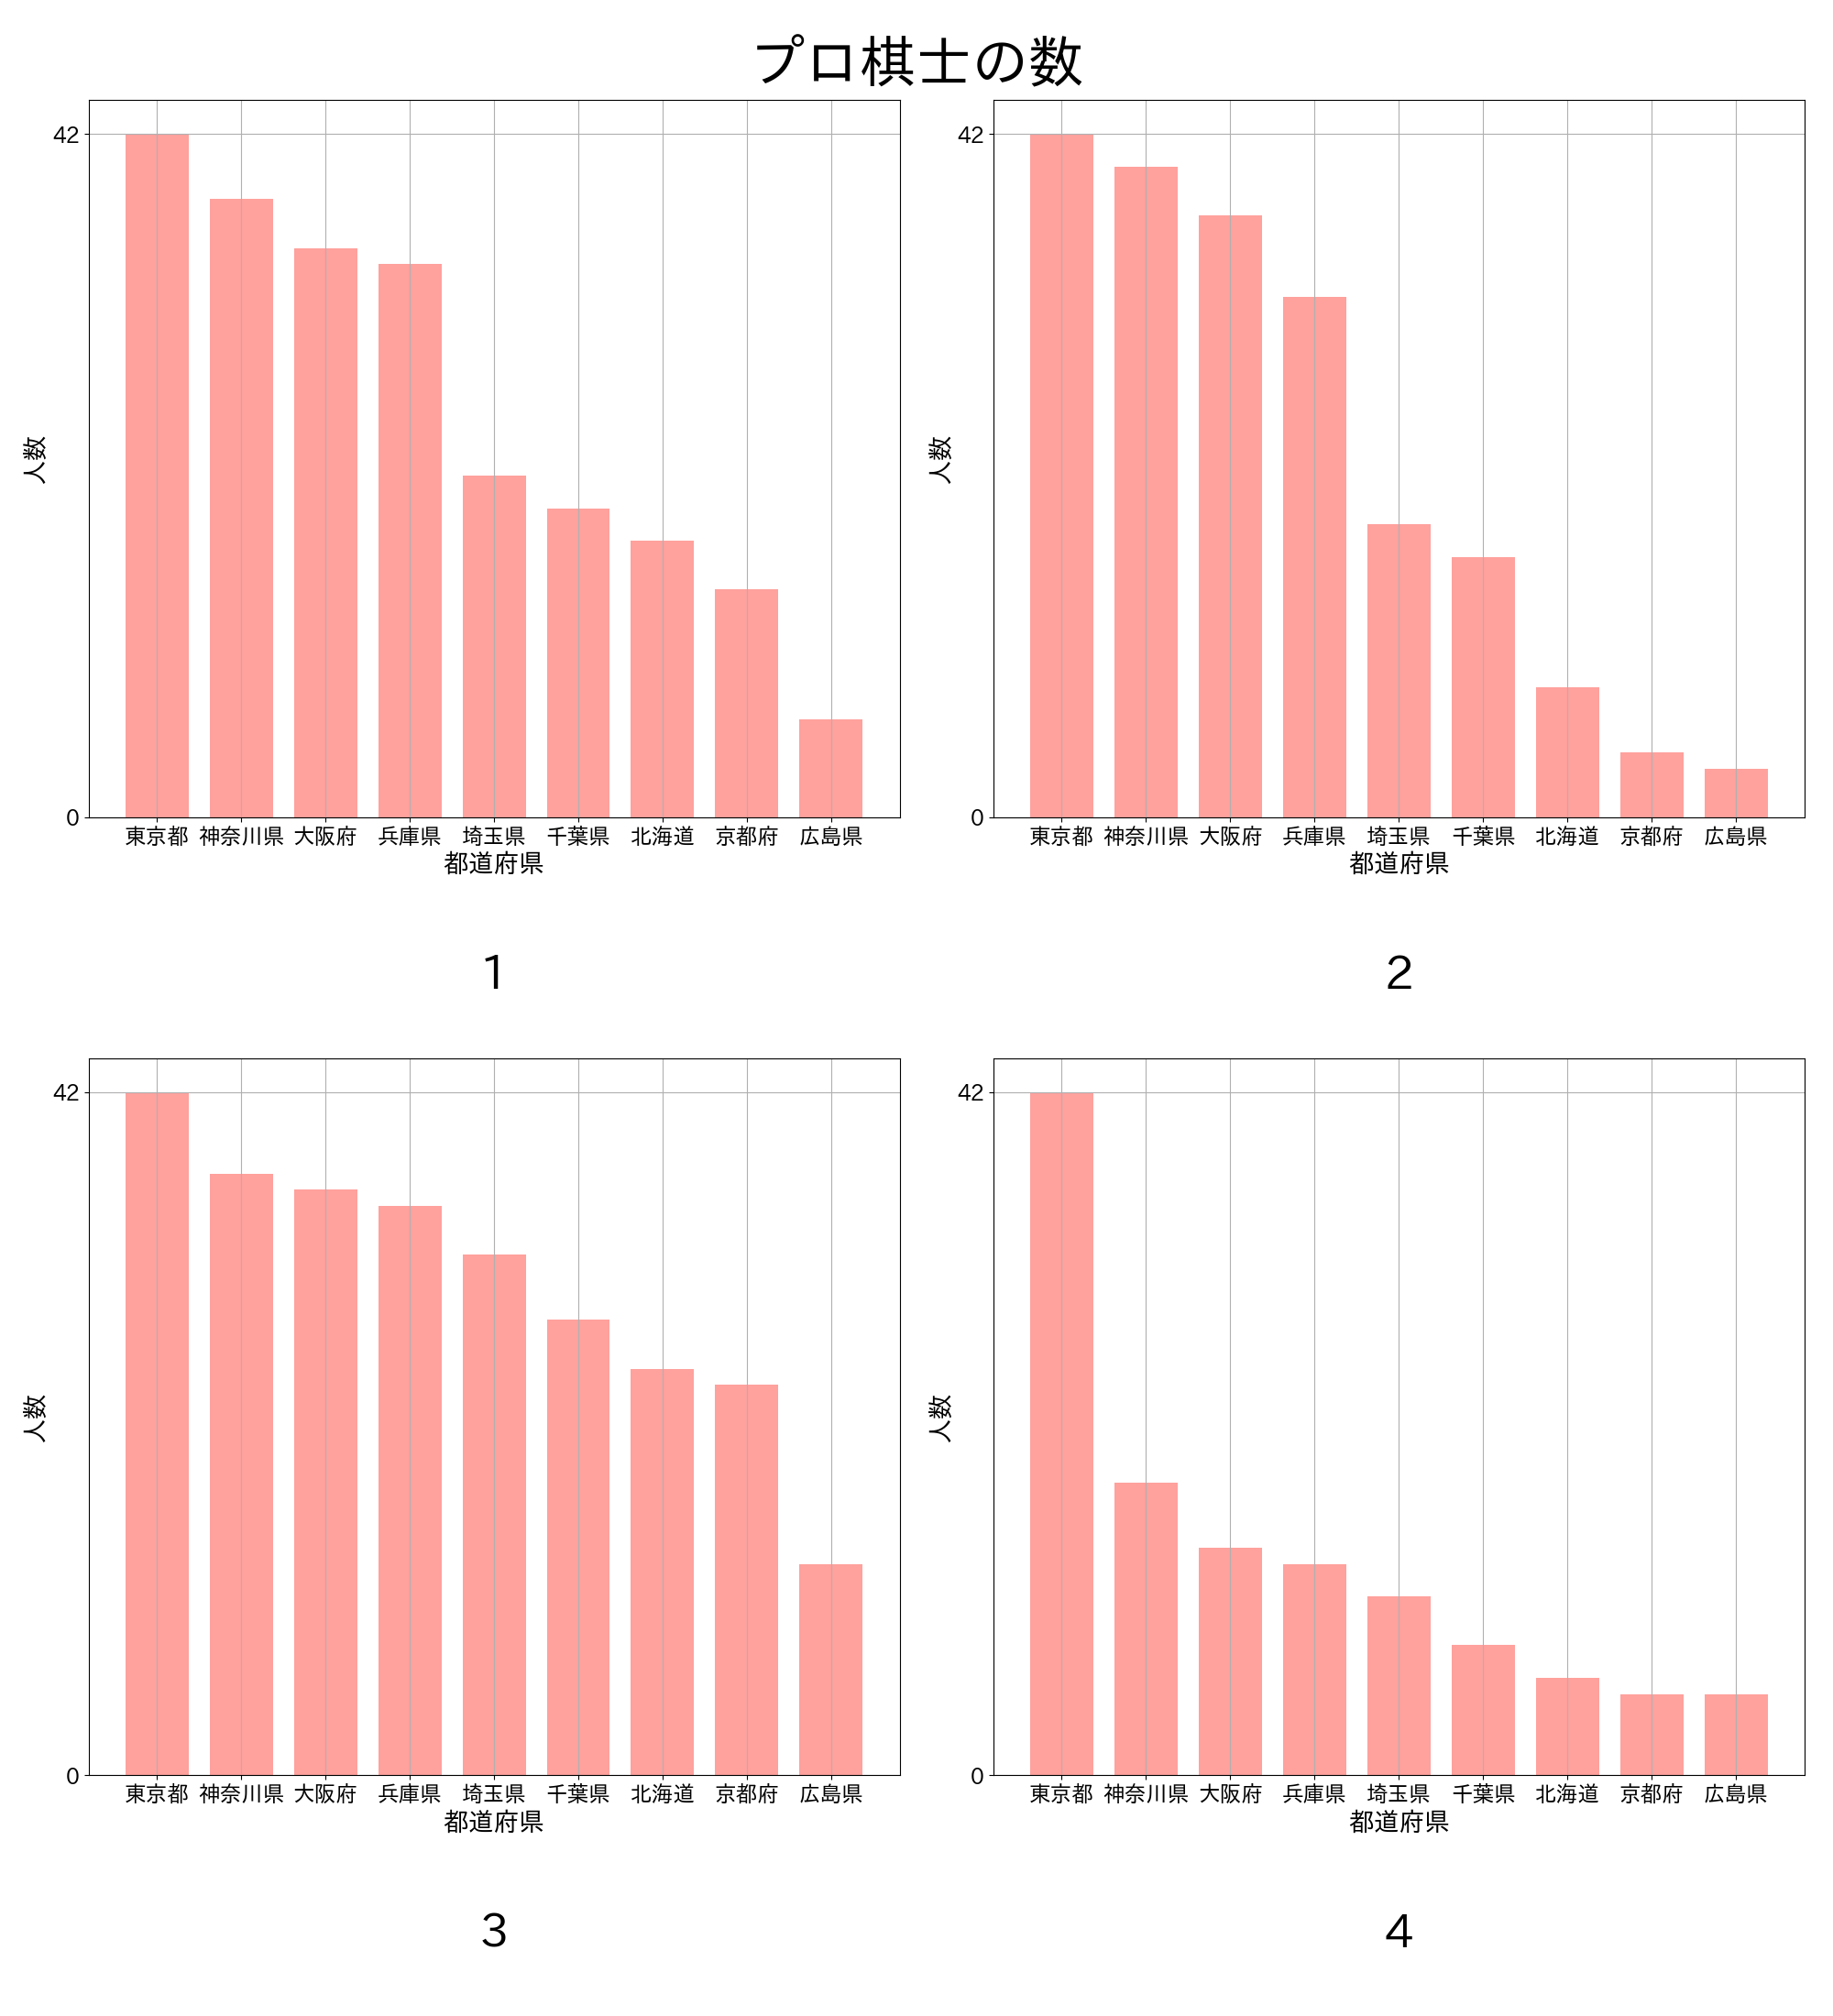 プロ棋士の数
42
0
人数
東京都 神奈川県 大阪府 兵庫県 埼玉県 千葉県 北海道 京都府 広島県
都道府県
1
42
0
人数
東京都 神奈川県 大阪府 兵庫県 埼玉県 千葉県 北海道 京都府 広島県
都道府県
2
42
0
人数
東京都 神奈川県 大阪府 兵庫県 埼玉県 千葉県 北海道 京都府 広島県
都道府県
3
42
0
人数
東京都 神奈川県 大阪府 兵庫県 埼玉県 千葉県 北海道 京都府 広島県
都道府県
4